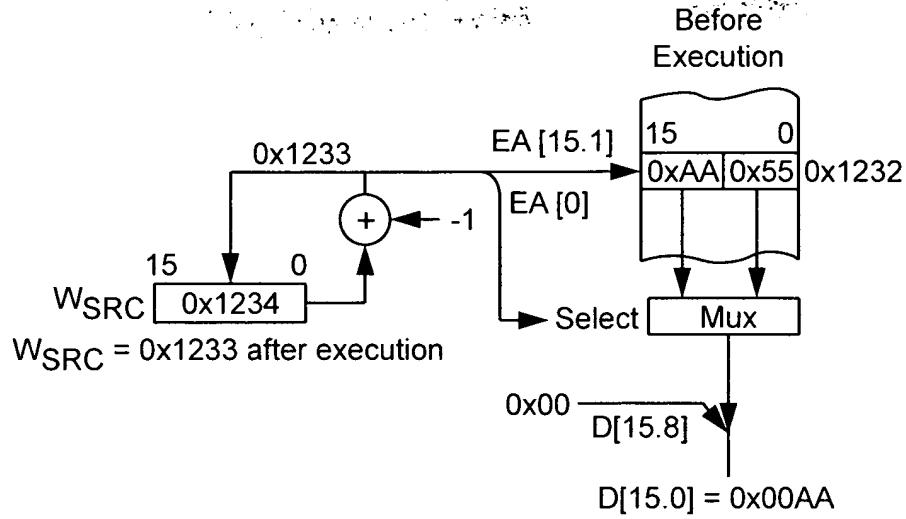 Before
Execution
15 0
EA [15.1]
0x1233
0xAA 0x55 0x1232
EA [0]
+ -1
15 0
WSRC 0x1234
Select Mux
WSRC = 0x1233 after execution
0x00
D[15.8]
D[15.0] = 0x00AA